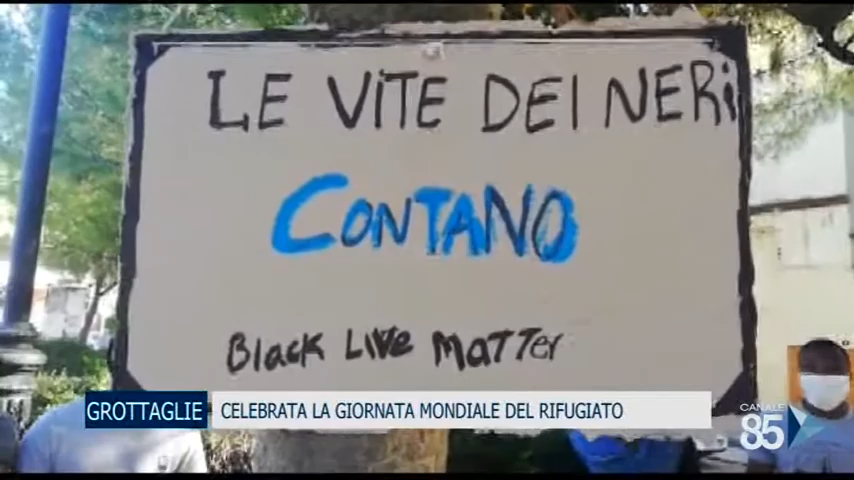 LE ViTE DEI NERi
CONTANO
Black LIVe MaTTer
GROTTAGLIE
CELEBRATA LA GIORNATA MONDIALE DEL RIFUGIATO
CANALE
85